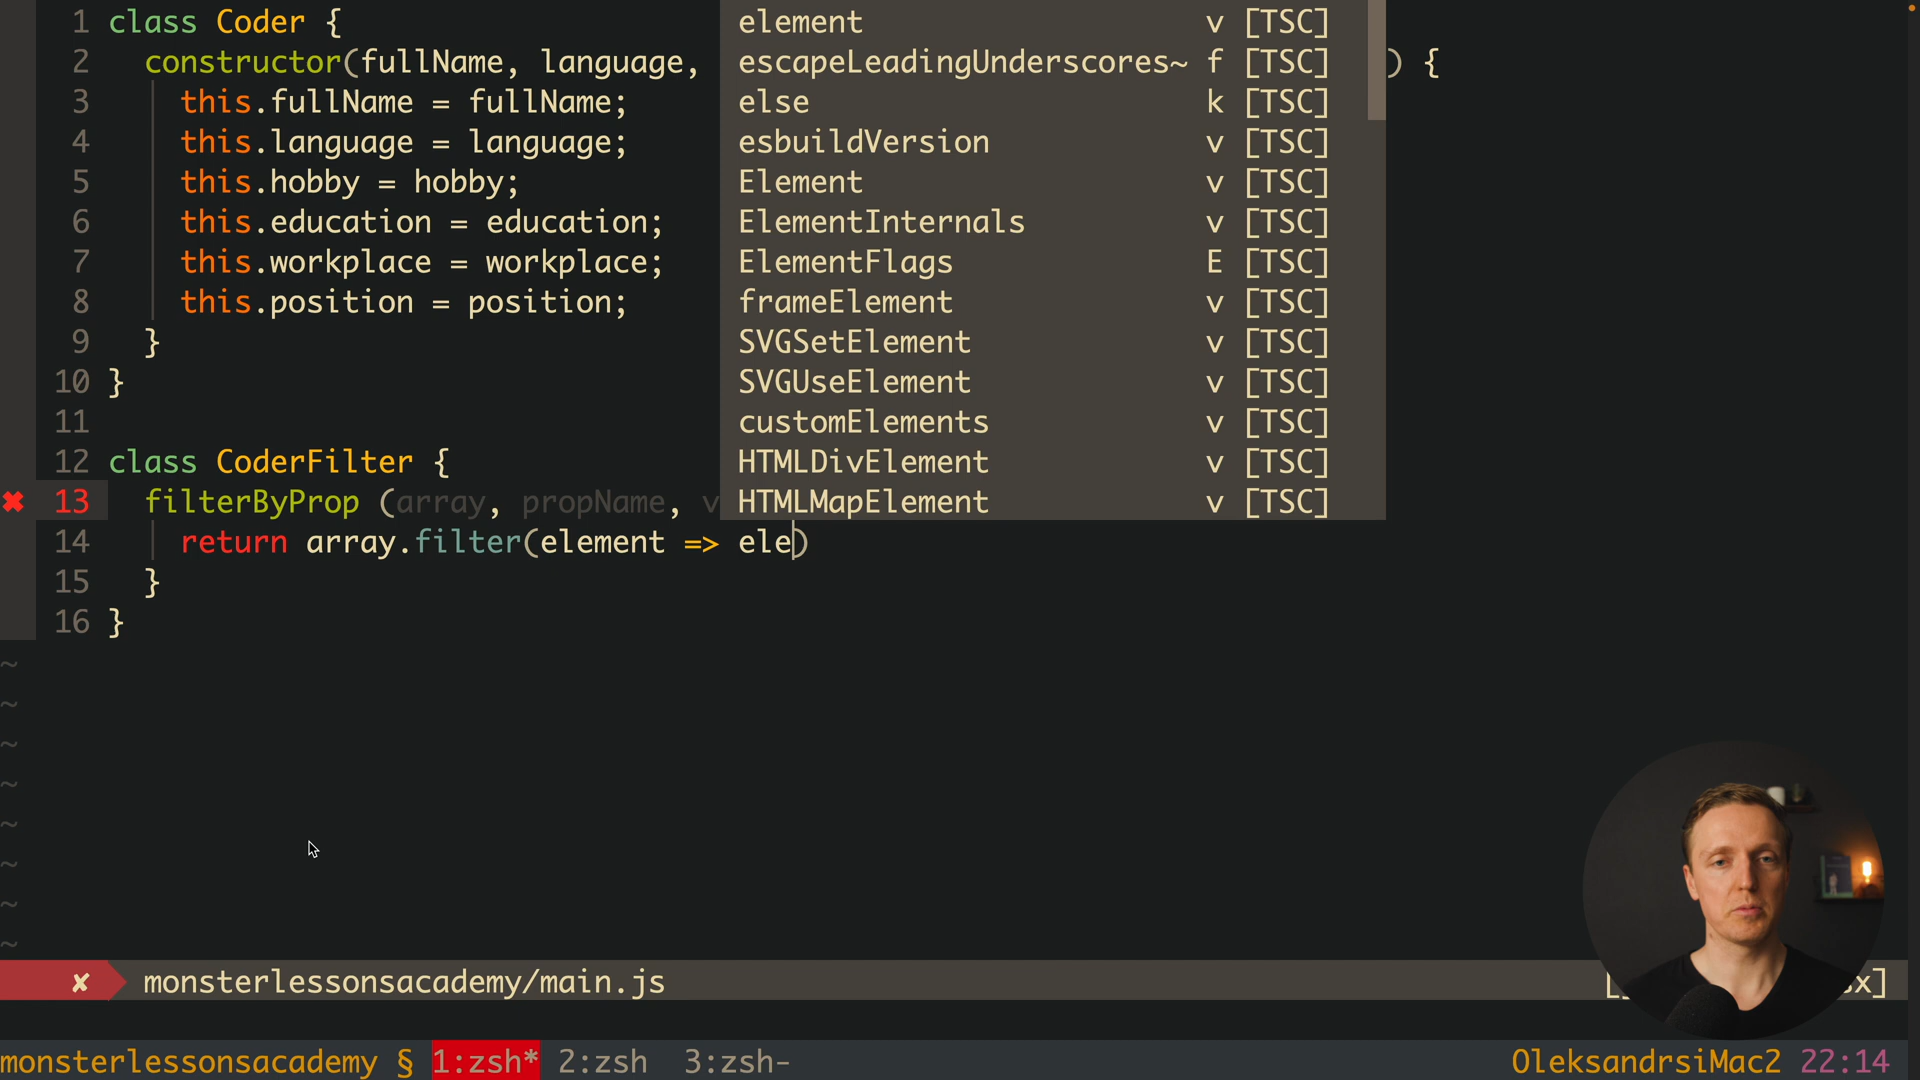 1 class Coder {
2 constructor(fullName, language, ) {
3 this.fullName = fullName;
4 this.language = language;
5 this.hobby = hobby;
6 this.education = education;
7 this.workplace = workplace;
8 this.position = position;
9 }
10 }
11
12 class CoderFilter {
13 filterByProp (array, propName, v
14 return array.filter(element => ele)
15 }
16 }
element v [TSC]
escapeLeadingUnderscores~ f [TSC]
else k [TSC]
esbuildVersion v [TSC]
Element v [TSC]
ElementInternals v [TSC]
ElementFlags E [TSC]
frameElement v [TSC]
SVGSetElement v [TSC]
SVGUseElement v [TSC]
customElements v [TSC]
HTMLDivElement v [TSC]
HTMLMapElement v [TSC]
~
~
~
~
~
~
~
~
✘ monsterlessonsacademy/main.js
monsterlessonsacademy § 1:zsh* 2:zsh 3:zsh- OleksandrsiMac2 22:14